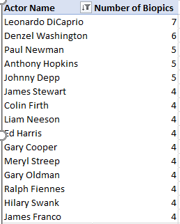 Actor Name Number of Biopics
Leonardo DiCaprio 7
Denzel Washington 6
Paul Newman 5
Anthony Hopkins 5
Johnny Depp 5
James Stewart 4
Colin Firth 4
Liam Neeson 4
Ed Harris 4
Gary Cooper 4
Meryl Streep 4
Gary Oldman 4
Ralph Fiennes 4
Hilary Swank 4
James Franco 4